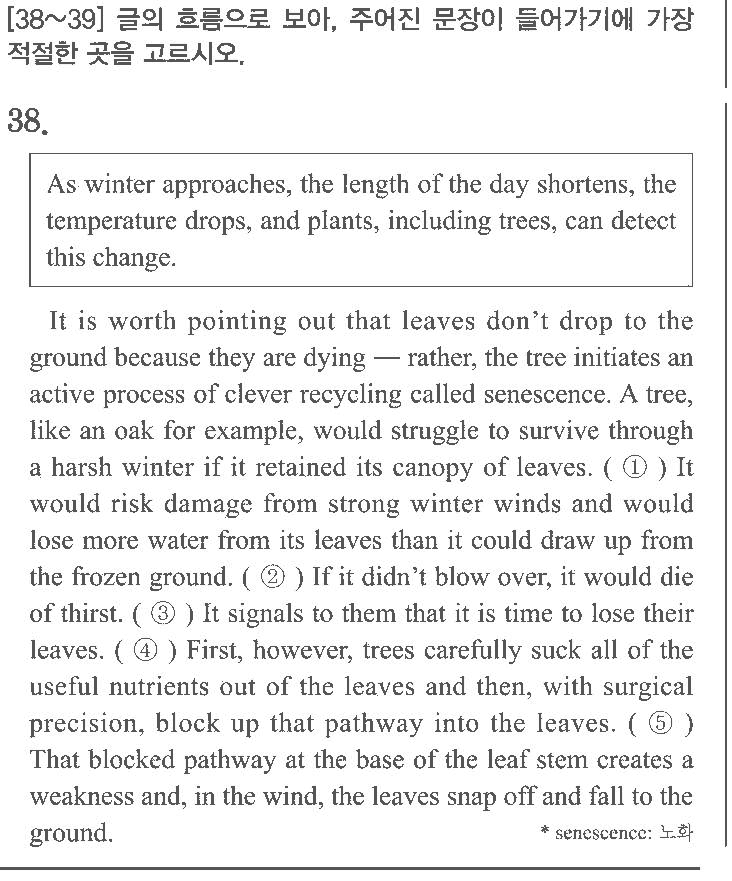 [38～39] 글의 흐름으로 보아, 주어진 문장이 들어가기에 가장
적절한 곳을 고르시오.
38.
As winter approaches, the length of the day shortens, the
temperature drops, and plants, including trees, can detect
this change.
It is worth pointing out that leaves don't drop to the
ground because they are dying — rather, the tree initiates an
active process of clever recycling called senescence. A tree,
like an oak for example, would struggle to survive through
a harsh winter if it retained its canopy of leaves. ( ① ) It
would risk damage from strong winter winds and would
lose more water from its leaves than it could draw up from
the frozen ground. ( ② ) If it didn't blow over, it would die
of thirst. ( ③ ) It signals to them that it is time to lose their
leaves. ( ④ ) First, however, trees carefully suck all of the
useful nutrients out of the leaves and then, with surgical
precision, block up that pathway into the leaves. ( ⑤ )
That blocked pathway at the base of the leaf stem creates a
weakness and, in the wind, the leaves snap off and fall to the
ground.
* senescence: 노화